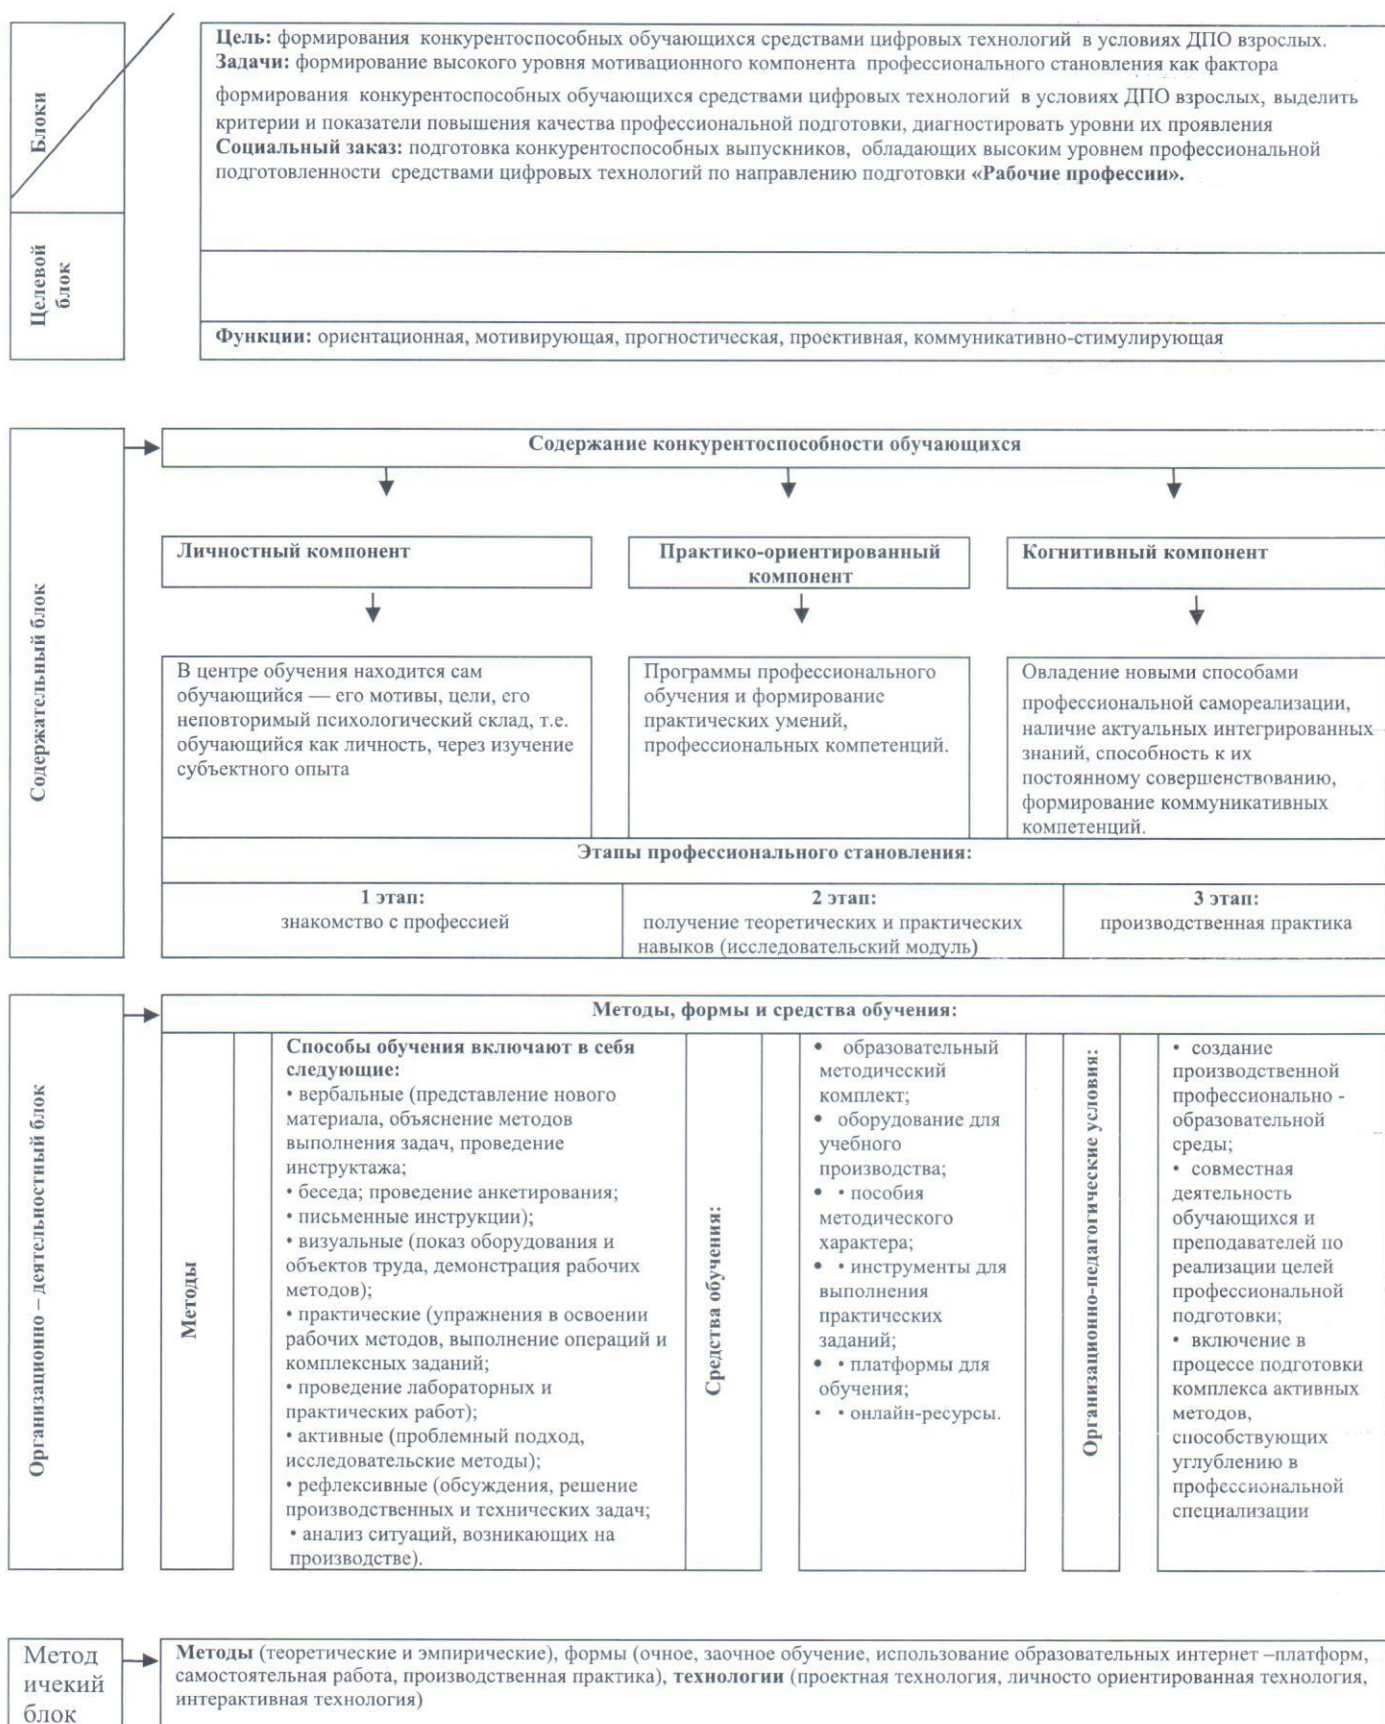 Блоки
Цель: формирования конкурентоспособных обучающихся средствами цифровых технологий в условиях ДПО взрослых.
Задачи: формирование высокого уровня мотивационного компонента профессионального становления как фактора
формирования конкурентоспособных обучающихся средствами цифровых технологий в условиях ДПО взрослых, выделить
критерии и показатели повышения качества профессиональной подготовки, диагностировать уровни их проявления
Социальный заказ: подготовка конкурентоспособных выпускников, обладающих высоким уровнем профессиональной
подготовленности средствами цифровых технологий по направлению подготовки «Рабочие профессии».
Целевой
блок
Функции: ориентационная, мотивирующая, прогностическая, проективная, коммуникативно-стимулирующая
Содержательный блок
Содержание конкурентоспособности обучающихся
Личностный компонент
Практико-ориентированный
компонент
Когнитивный компонент
В центре обучения находится сам
обучающийся — его мотивы, цели, его
неповторимый психологический склад, т.е.
обучающийся как личность, через изучение
субъектного опыта
Программы профессионального
обучения и формирование
практических умений,
профессиональных компетенций.
Овладение новыми способами
профессиональной самореализации,
наличие актуальных интегрированных
знаний, способность к их
постоянному совершенствованию,
формирование коммуникативных
компетенций.
Этапы профессионального становления:
1 этап:
знакомство с профессией
2 этап:
получение теоретических и практических
навыков (исследовательский модуль)
3 этап:
производственная практика
Организационно – деятельностный блок
Методы, формы и средства обучения:
Методы
Способы обучения включают в себя
следующие:
• вербальные (представление нового
материала, объяснение методов
выполнения задач, проведение
инструктажа;
• беседа; проведение анкетирования;
• письменные инструкции);
• визуальные (показ оборудования и
объектов труда, демонстрация рабочих
методов);
• практические (упражнения в освоении
рабочих методов, выполнение операций и
комплексных заданий;
• проведение лабораторных и
практических работ);
• активные (проблемный подход,
исследовательские методы);
• рефлексивные (обсуждения, решение
производственных и технических задач;
• анализ ситуаций, возникающих на
производстве).
Средства обучения:
• образовательный
методический
комплект;
• оборудование для
учебного
производства;
• • пособия
методического
характера;
• • инструменты для
выполнения
практических
заданий;
• • платформы для
обучения;
• • онлайн-ресурсы.
Организационно-педагогические условия:
• создание
производственной
профессионально -
образовательной
среды;
• совместная
деятельность
обучающихся и
преподавателей по
реализации целей
профессиональной
подготовки;
• включение в
процессе подготовки
комплекса активных
методов,
способствующих
углублению в
профессиональной
специализации
Метод
ичекий
блок
Методы (теоретические и эмпирические), формы (очное, заочное обучение, использование образовательных интернет –платформ,
самостоятельная работа, производственная практика), технологии (проектная технология, личносто ориентированная технология,
интерактивная технология)